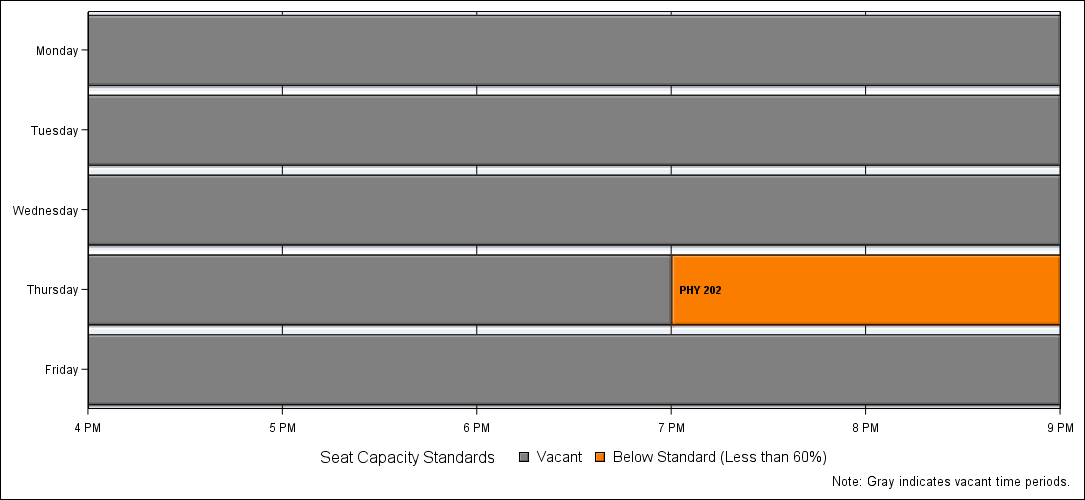 Monday
Tuesday
Wednesday
Thursday
PHY 202
Friday
4 PM 5 PM 6 PM 7 PM 8 PM 9 PM
Seat Capacity Standards Vacant Below Standard (Less than 60%)
Note: Gray indicates vacant time periods.